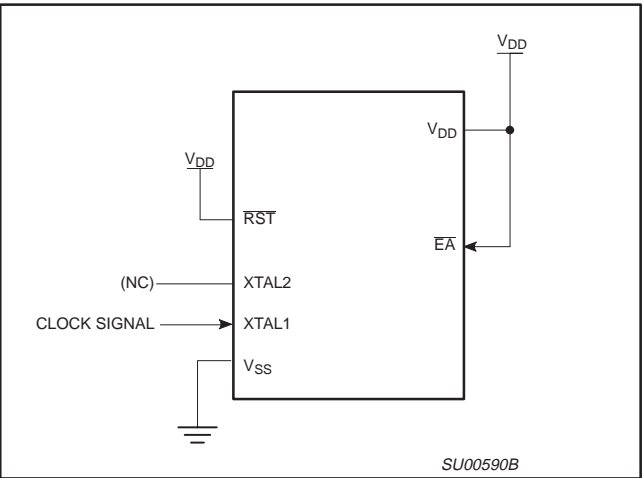 VDD
VDD
VDD
RST
EA
(NC)
XTAL2
CLOCK SIGNAL
XTAL1
VSS
SU00590B